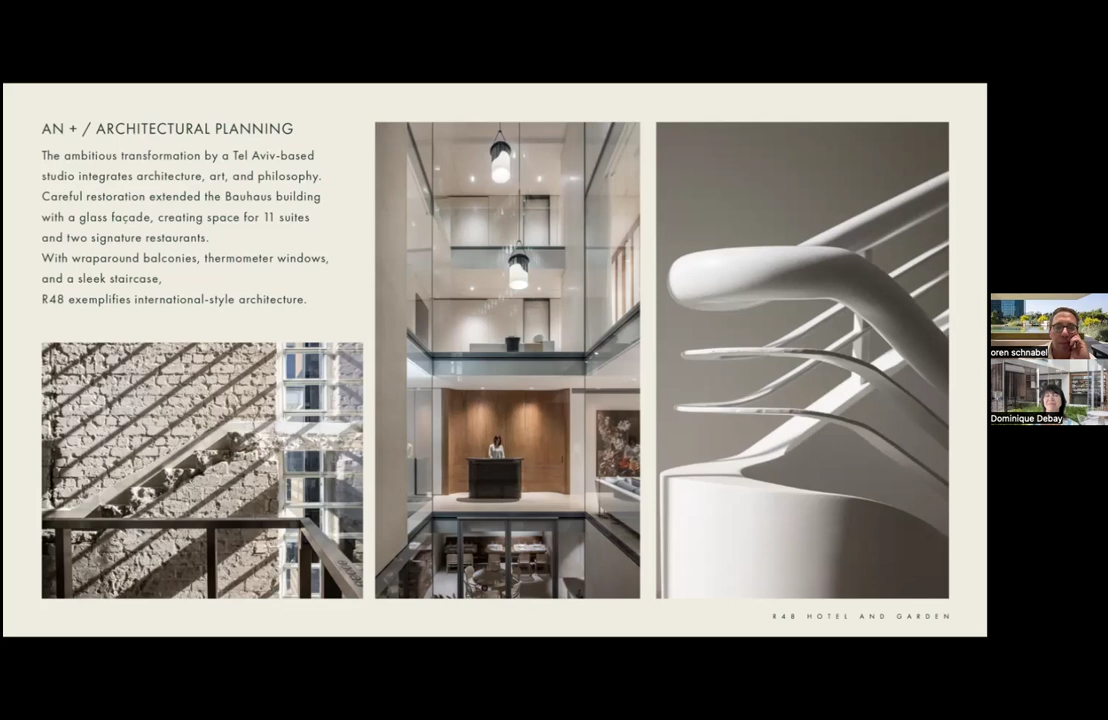 AN + / ARCHITECTURAL PLANNING
The ambitious transformation by a Tel Aviv-based
studio integrates architecture, art, and philosophy.
Careful restoration extended the Bauhaus building
with a glass façade, creating space for 11 suites
and two signature restaurants.
With wraparound balconies, thermometer windows,
and a sleek staircase,
R48 exemplifies international-style architecture.
R48 HOTEL AND GARDEN
oren schnabel
Dominique Debay